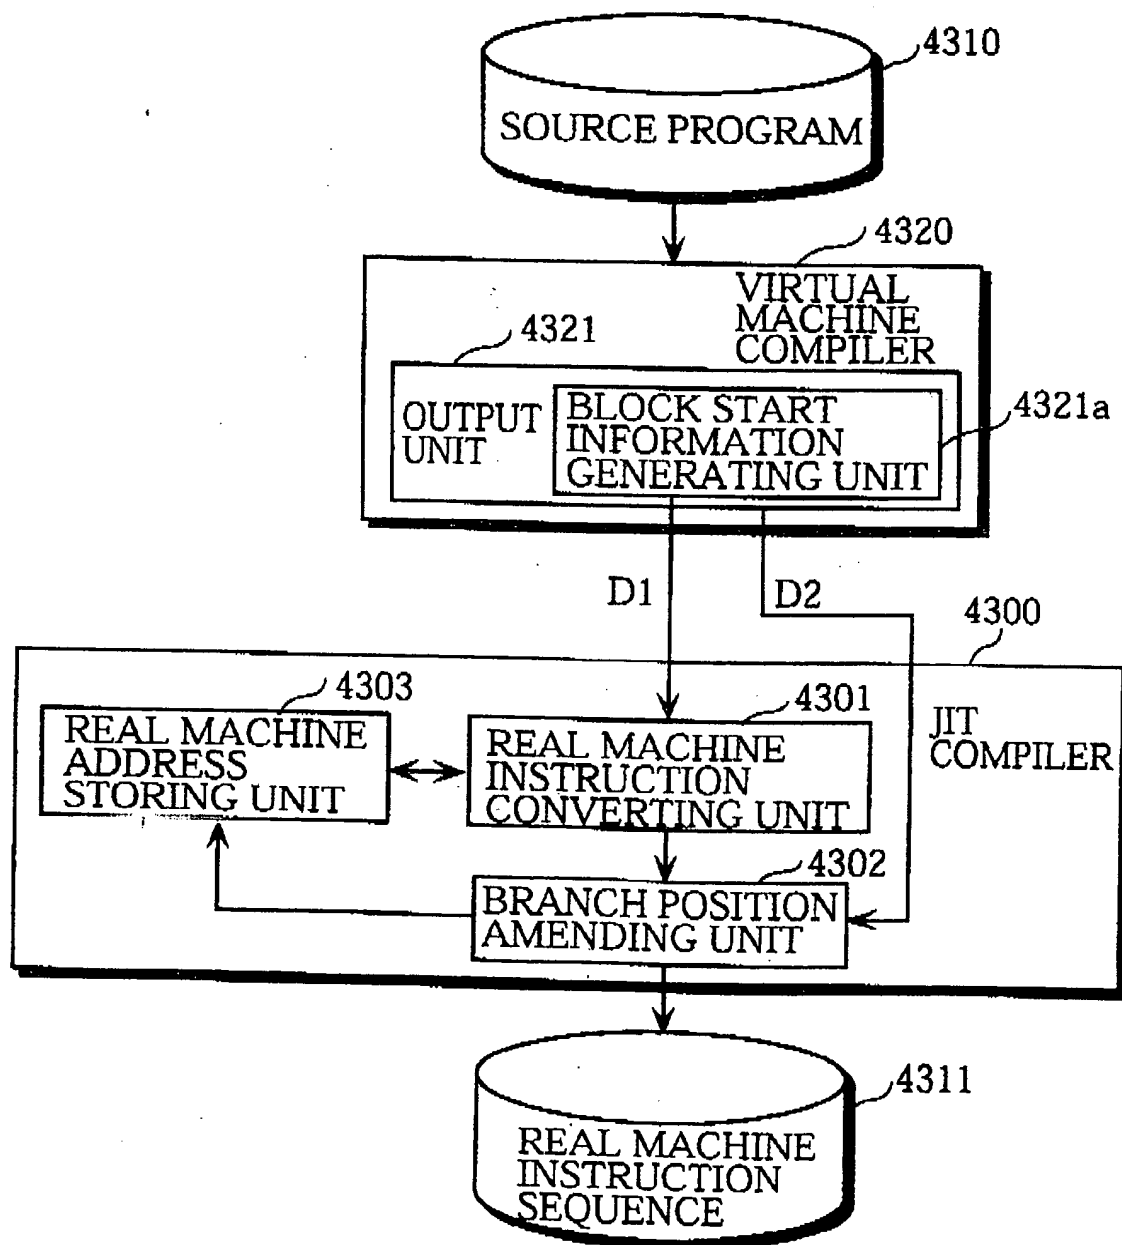 4310
SOURCE PROGRAM
4320
VIRTUAL
MACHINE
COMPILER
4321
OUTPUT
UNIT
BLOCK START
INFORMATION
GENERATING UNIT
4321a
D1
D2
4300
JIT
COMPILER
4303
REAL MACHINE
ADDRESS
STORING UNIT
4301
REAL MACHINE
INSTRUCTION
CONVERTING UNIT
4302
BRANCH POSITION
AMENDING UNIT
4311
REAL MACHINE
INSTRUCTION
SEQUENCE